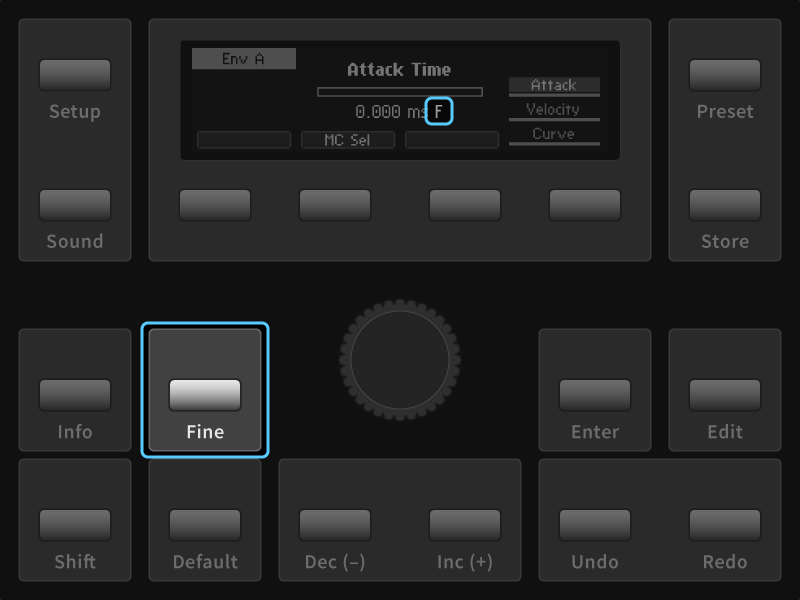 Env A
Attack Time
0.000 ms F
Attack
Velocity
Curve
MC Sel
Setup
Preset
Sound
Store
Info
Fine
Enter
Edit
Shift
Default
Dec (–)
Inc (+)
Undo
Redo